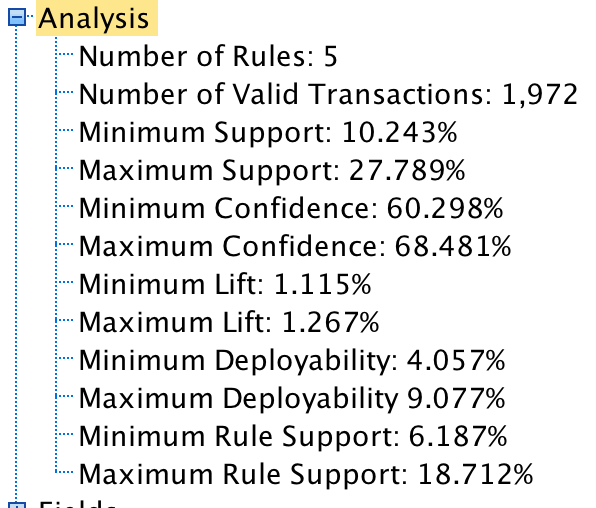 Analysis
Number of Rules: 5
Number of Valid Transactions: 1,972
Minimum Support: 10.243%
Maximum Support: 27.789%
Minimum Confidence: 60.298%
Maximum Confidence: 68.481%
Minimum Lift: 1.115%
Maximum Lift: 1.267%
Minimum Deployability: 4.057%
Maximum Deployability 9.077%
Minimum Rule Support: 6.187%
Maximum Rule Support: 18.712%
Fields